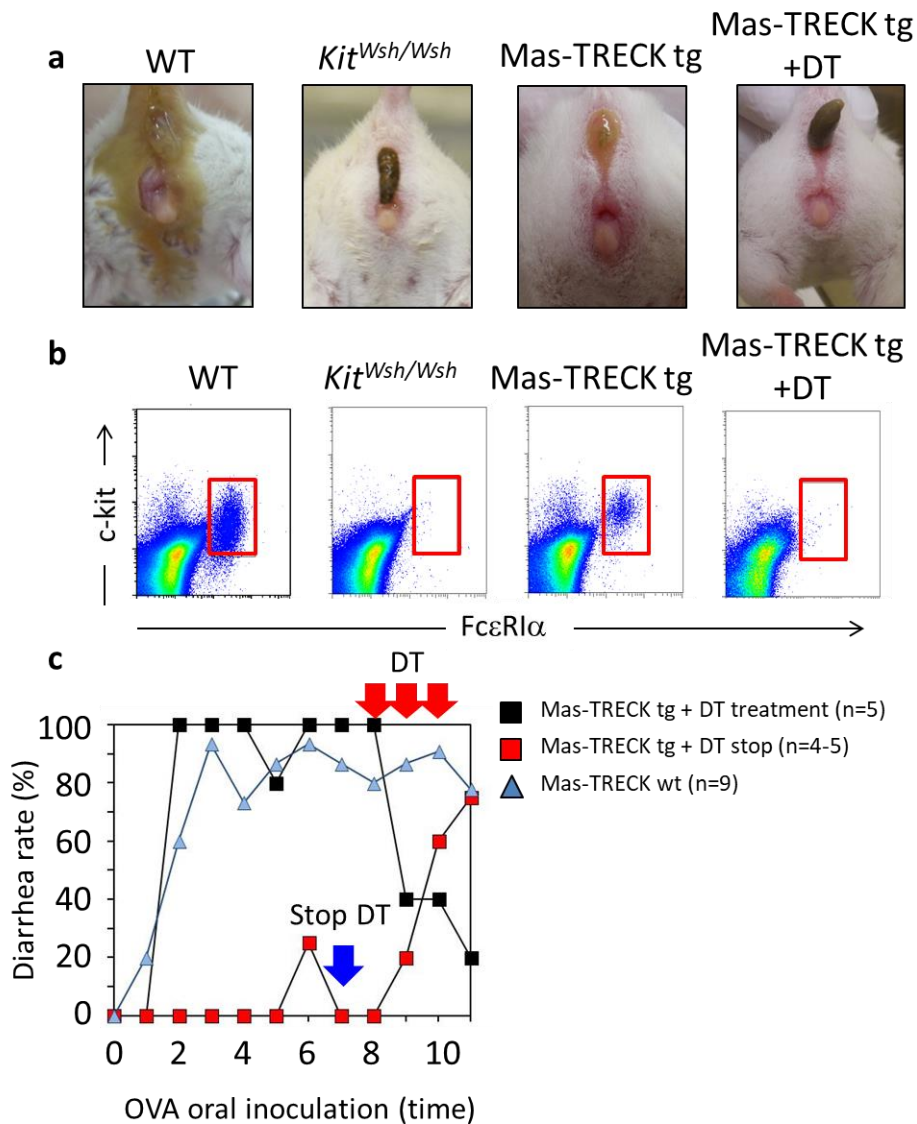 a
WT
Kit^Wsh/Wsh
Mas-TRECK tg
Mas-TRECK tg
+DT
b
WT
Kit^Wsh/Wsh
Mas-TRECK tg
Mas-TRECK tg
+DT
c-kit
FcεRIα
c
DT
Stop DT
100
80
60
40
20
0
Diarrhea rate (%)
0 2 4 6 8 10
OVA oral inoculation (time)
Mas-TRECK tg + DT treatment (n=5)
Mas-TRECK tg + DT stop (n=4-5)
Mas-TRECK wt (n=9)